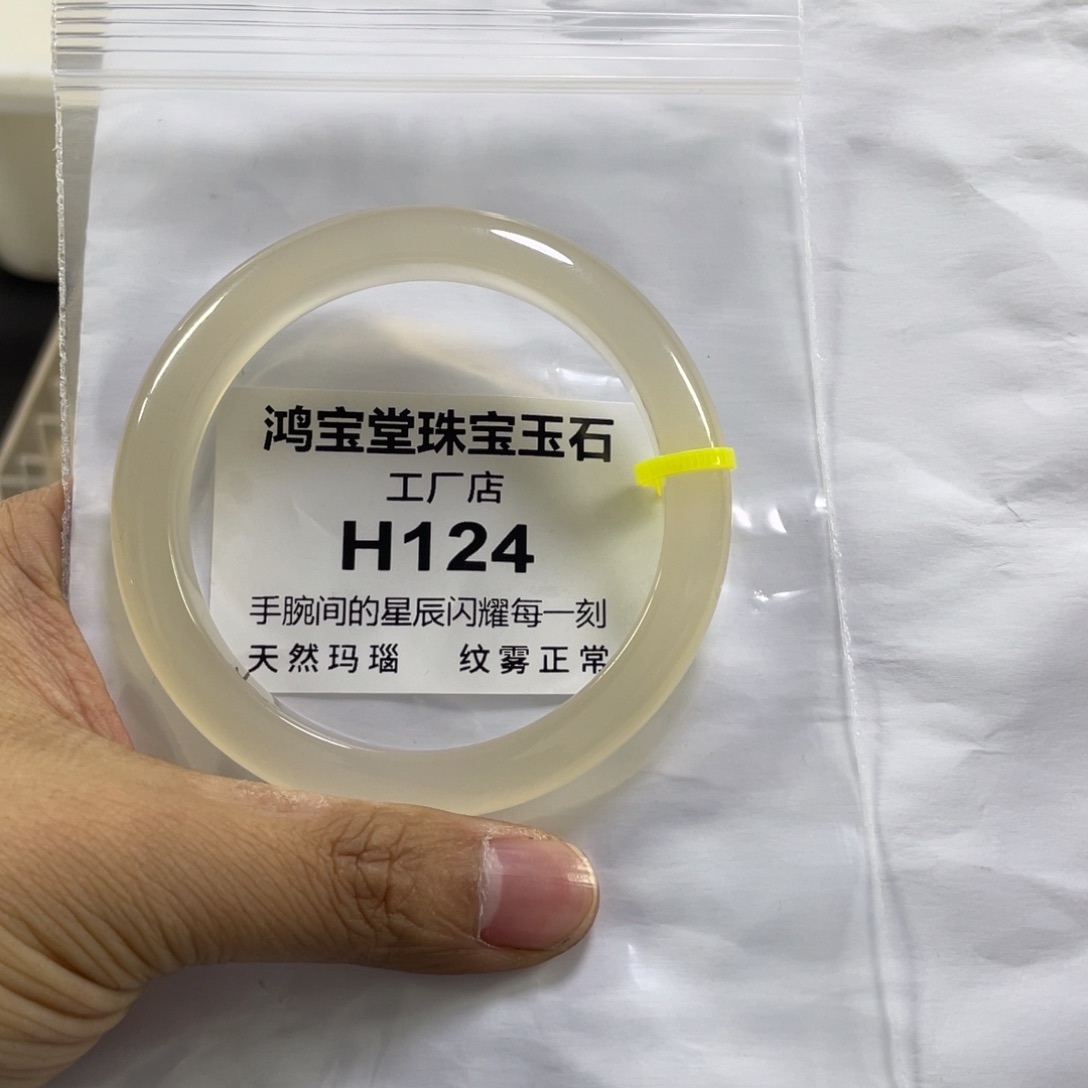 鸿宝堂珠宝玉石
工厂店
H124
手腕间的星辰闪耀每一刻
天然玛瑙 纹雾正常